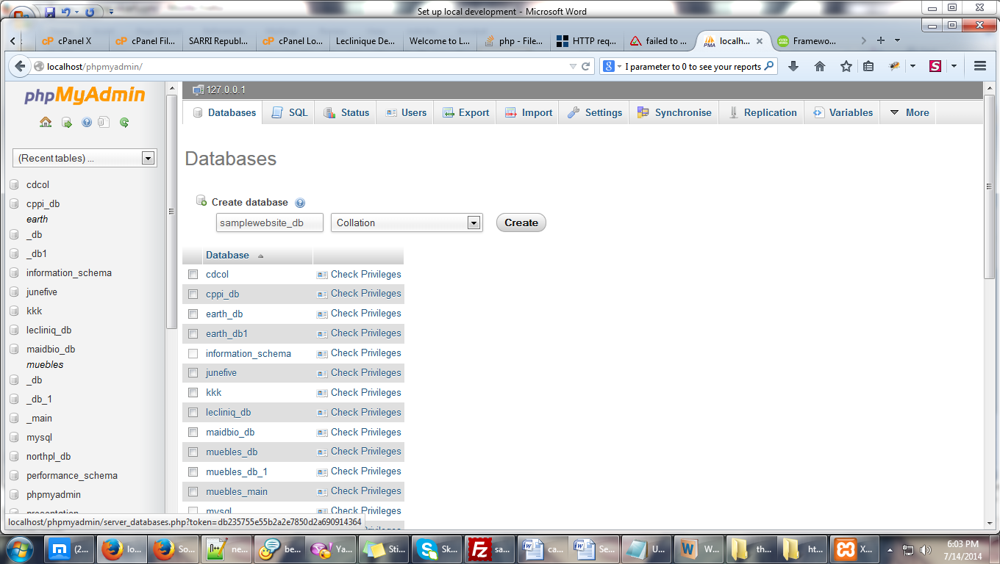 Set up local development - Microsoft Word
cPanel X
cPanel Fil...
SARRI Republ...
cPanel Lo...
Leclinique De...
Welcome to L...
php - File...
HTTP req...
failed to ...
localh...
Framewo...
localhost/phpmyadmin/
I parameter to 0 to see your reports
phpMyAdmin
127.0.0.1
Databases
SQL
Status
Users
Export
Import
Settings
Synchronise
Replication
Variables
More
(Recent tables) ...
cdcol
cppi_db
earth
_db
_db1
information_schema
junefive
kkk
lecliniq_db
maidbio_db
muebles
_db
_db_1
_main
mysql
northpl_db
performance_schema
phpmyadmin
presentation
Databases
Create database
samplewebsite_db
Collation
Create
Database
cdcol Check Privileges
cppi_db Check Privileges
earth_db Check Privileges
earth_db1 Check Privileges
information_schema Check Privileges
junefive Check Privileges
kkk Check Privileges
lecliniq_db Check Privileges
maidbio_db Check Privileges
muebles_db Check Privileges
muebles_db_1 Check Privileges
muebles_main Check Privileges
mysql Check Privileges
Privileges
localhost/phpmyadmin/server_databases.php?token=db235755e55b2a2e7850d2a690914364
(2...
lo...
So...
ne...
be...
Ya...
Sti...
Sk...
sa...
ca...
Se...
U...
W...
th...
ht...
X...
6:03 PM
7/14/2014